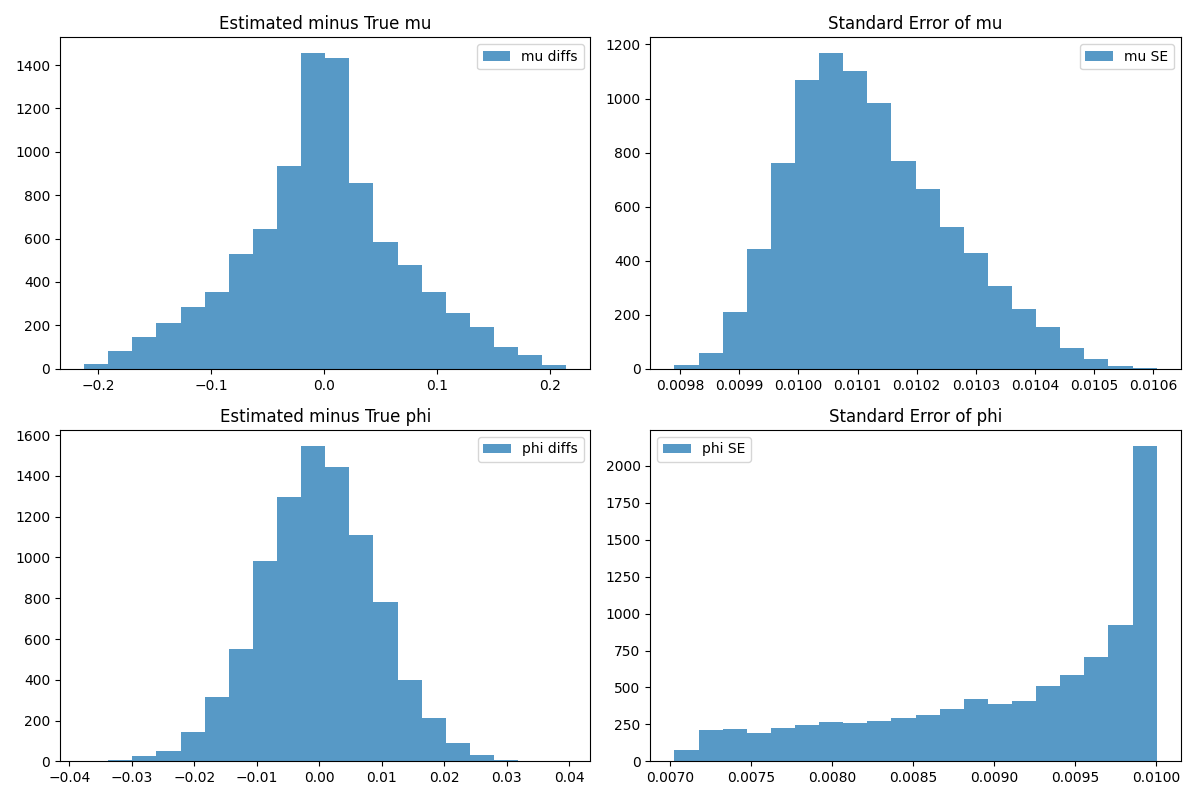 Estimated minus True mu
mu diffs
1400
1200
1000
800
600
400
200
0
−0.2 −0.1 0.0 0.1 0.2
Standard Error of mu
mu SE
1200
1000
800
600
400
200
0
0.0098 0.0099 0.0100 0.0101 0.0102 0.0103 0.0104 0.0105 0.0106
Estimated minus True phi
phi diffs
1600
1400
1200
1000
800
600
400
200
0
−0.04 −0.03 −0.02 −0.01 0.00 0.01 0.02 0.03 0.04
Standard Error of phi
phi SE
2000
1750
1500
1250
1000
750
500
250
0
0.0070 0.0075 0.0080 0.0085 0.0090 0.0095 0.0100